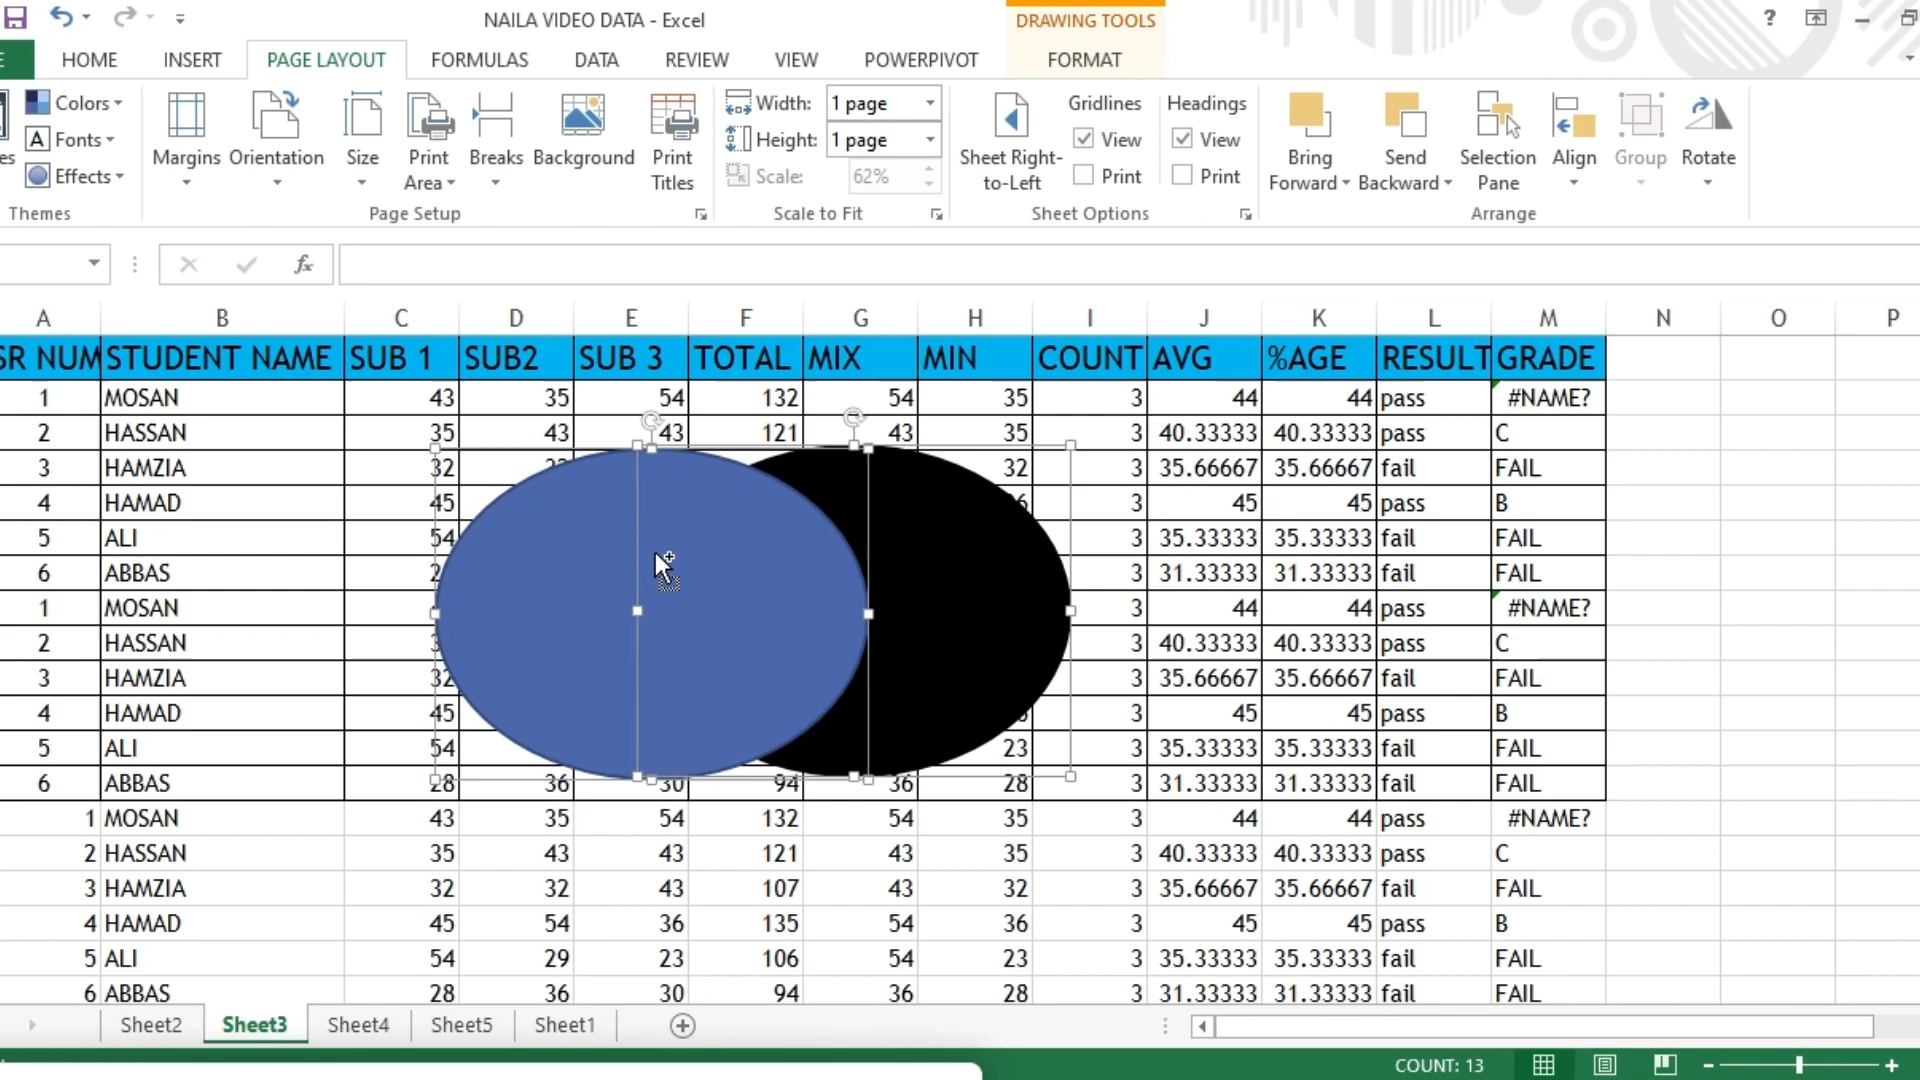 NAILA VIDEO DATA - Excel
DRAWING TOOLS
?
HOME INSERT PAGE LAYOUT FORMULAS DATA REVIEW VIEW POWERPIVOT FORMAT
Colors
Fonts
Effects
Themes
Margins
Orientation
Size
Print Area
Breaks
Background
Print Titles
Page Setup
Width: 1 page
Height: 1 page
Scale: 62%
Scale to Fit
Sheet Right-to-Left
Gridlines
View
Print
Headings
View
Print
Sheet Options
Bring Forward
Send Backward
Selection Pane
Align
Group
Rotate
Arrange
fx
A B C D E F G H I J K L M N O P
SR NUM STUDENT NAME SUB 1 SUB2 SUB 3 TOTAL MIX MIN COUNT AVG %AGE RESULT GRADE
1 MOSAN 43 35 54 132 54 35 3 44 44 pass #NAME?
2 HASSAN 35 43 43 121 43 35 3 40.33333 40.33333 pass C
3 HAMZIA 32 32 3 35.66667 35.66667 fail FAIL
4 HAMAD 45 3 45 45 pass B
5 ALI 54 3 35.33333 35.33333 fail FAIL
6 ABBAS 3 31.33333 31.33333 fail FAIL
1 MOSAN 3 44 44 pass #NAME?
2 HASSAN 3 40.33333 40.33333 pass C
3 HAMZIA 32 3 35.66667 35.66667 fail FAIL
4 HAMAD 45 3 45 45 pass B
5 ALI 54 23 3 35.33333 35.33333 fail FAIL
6 ABBAS 28 36 30 94 36 28 3 31.33333 31.33333 fail FAIL
1 MOSAN 43 35 54 132 54 35 3 44 44 pass #NAME?
2 HASSAN 35 43 43 121 43 35 3 40.33333 40.33333 pass C
3 HAMZIA 32 32 43 107 43 32 3 35.66667 35.66667 fail FAIL
4 HAMAD 45 54 36 135 54 36 3 45 45 pass B
5 ALI 54 29 23 106 54 23 3 35.33333 35.33333 fail FAIL
6 ABBAS 28 36 30 94 36 28 3 31.33333 31.33333 fail FAIL
Sheet2 Sheet3 Sheet4 Sheet5 Sheet1
COUNT: 13